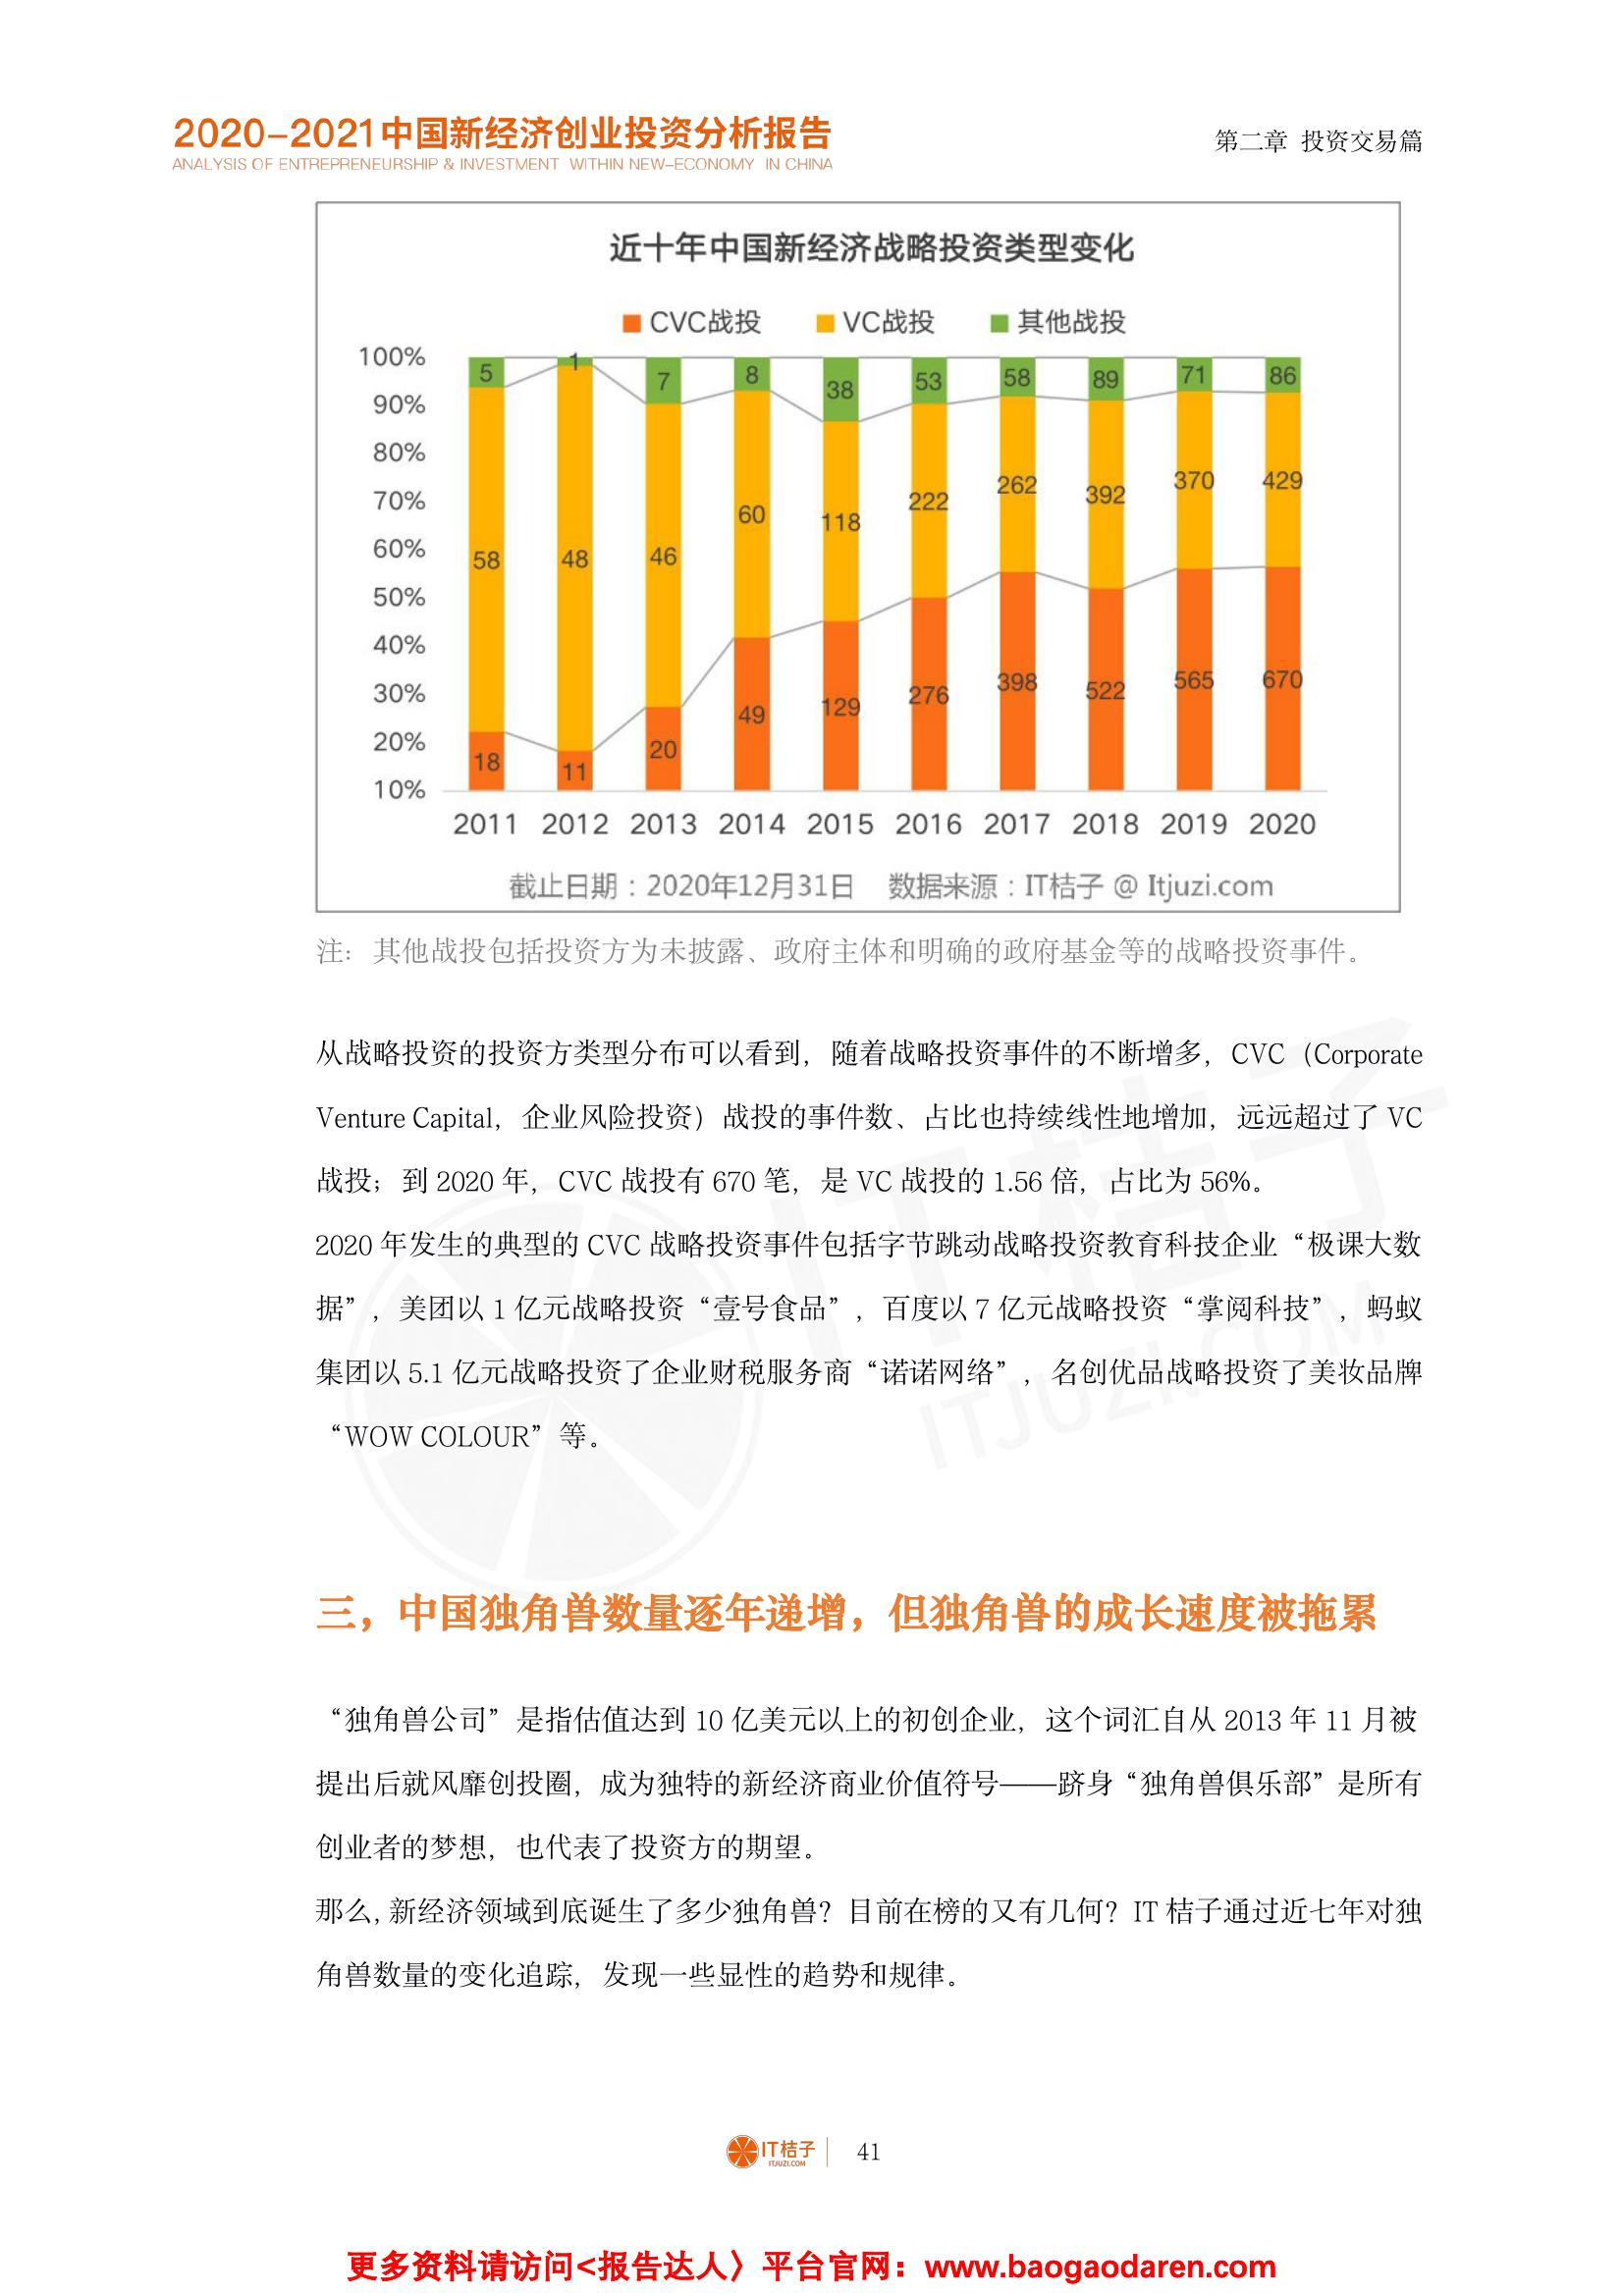 2020-2021中国新经济创业投资分析报告
ANALYSIS OF ENTREPRENEURSHIP & INVESTMENT WITHIN NEW-ECONOMY IN CHINA
第二章 投资交易篇
近十年中国新经济战略投资类型变化
CVC战投 VC战投 其他战投
100%
90%
80%
70%
60%
50%
40%
30%
20%
10%
5 1 7 8 38 53 58 89 71 86
58 48 46 60 118 222 262 392 370 429
18 11 20 49 129 276 398 522 565 670
2011 2012 2013 2014 2015 2016 2017 2018 2019 2020
截止日期：2020年12月31日 数据来源：IT桔子 @ Itjuzi.com
注：其他战投包括投资方为未披露、政府主体和明确的政府基金等的战略投资事件。
从战略投资的投资方类型分布可以看到，随着战略投资事件的不断增多，CVC（Corporate
Venture Capital，企业风险投资）战投的事件数、占比也持续线性地增加，远远超过了 VC
战投；到 2020 年，CVC 战投有 670 笔，是 VC 战投的 1.56 倍，占比为 56%。
2020 年发生的典型的 CVC 战略投资事件包括字节跳动战略投资教育科技企业“极课大数
据”，美团以 1 亿元战略投资“壹号食品”，百度以 7 亿元战略投资“掌阅科技”，蚂蚁
集团以 5.1 亿元战略投资了企业财税服务商“诺诺网络”，名创优品战略投资了美妆品牌
“WOW COLOUR”等。
IT桔子
ITJUZI.COM
三，中国独角兽数量逐年递增，但独角兽的成长速度被拖累
“独角兽公司”是指估值达到 10 亿美元以上的初创企业，这个词汇自从 2013 年 11 月被
提出后就风靡创投圈，成为独特的新经济商业价值符号——跻身“独角兽俱乐部”是所有
创业者的梦想，也代表了投资方的期望。
那么,新经济领域到底诞生了多少独角兽？目前在榜的又有几何？IT 桔子通过近七年对独
角兽数量的变化追踪，发现一些显性的趋势和规律。
IT桔子
ITJUZI.COM
41
更多资料请访问<报告达人〉平台官网：www.baogaodaren.com